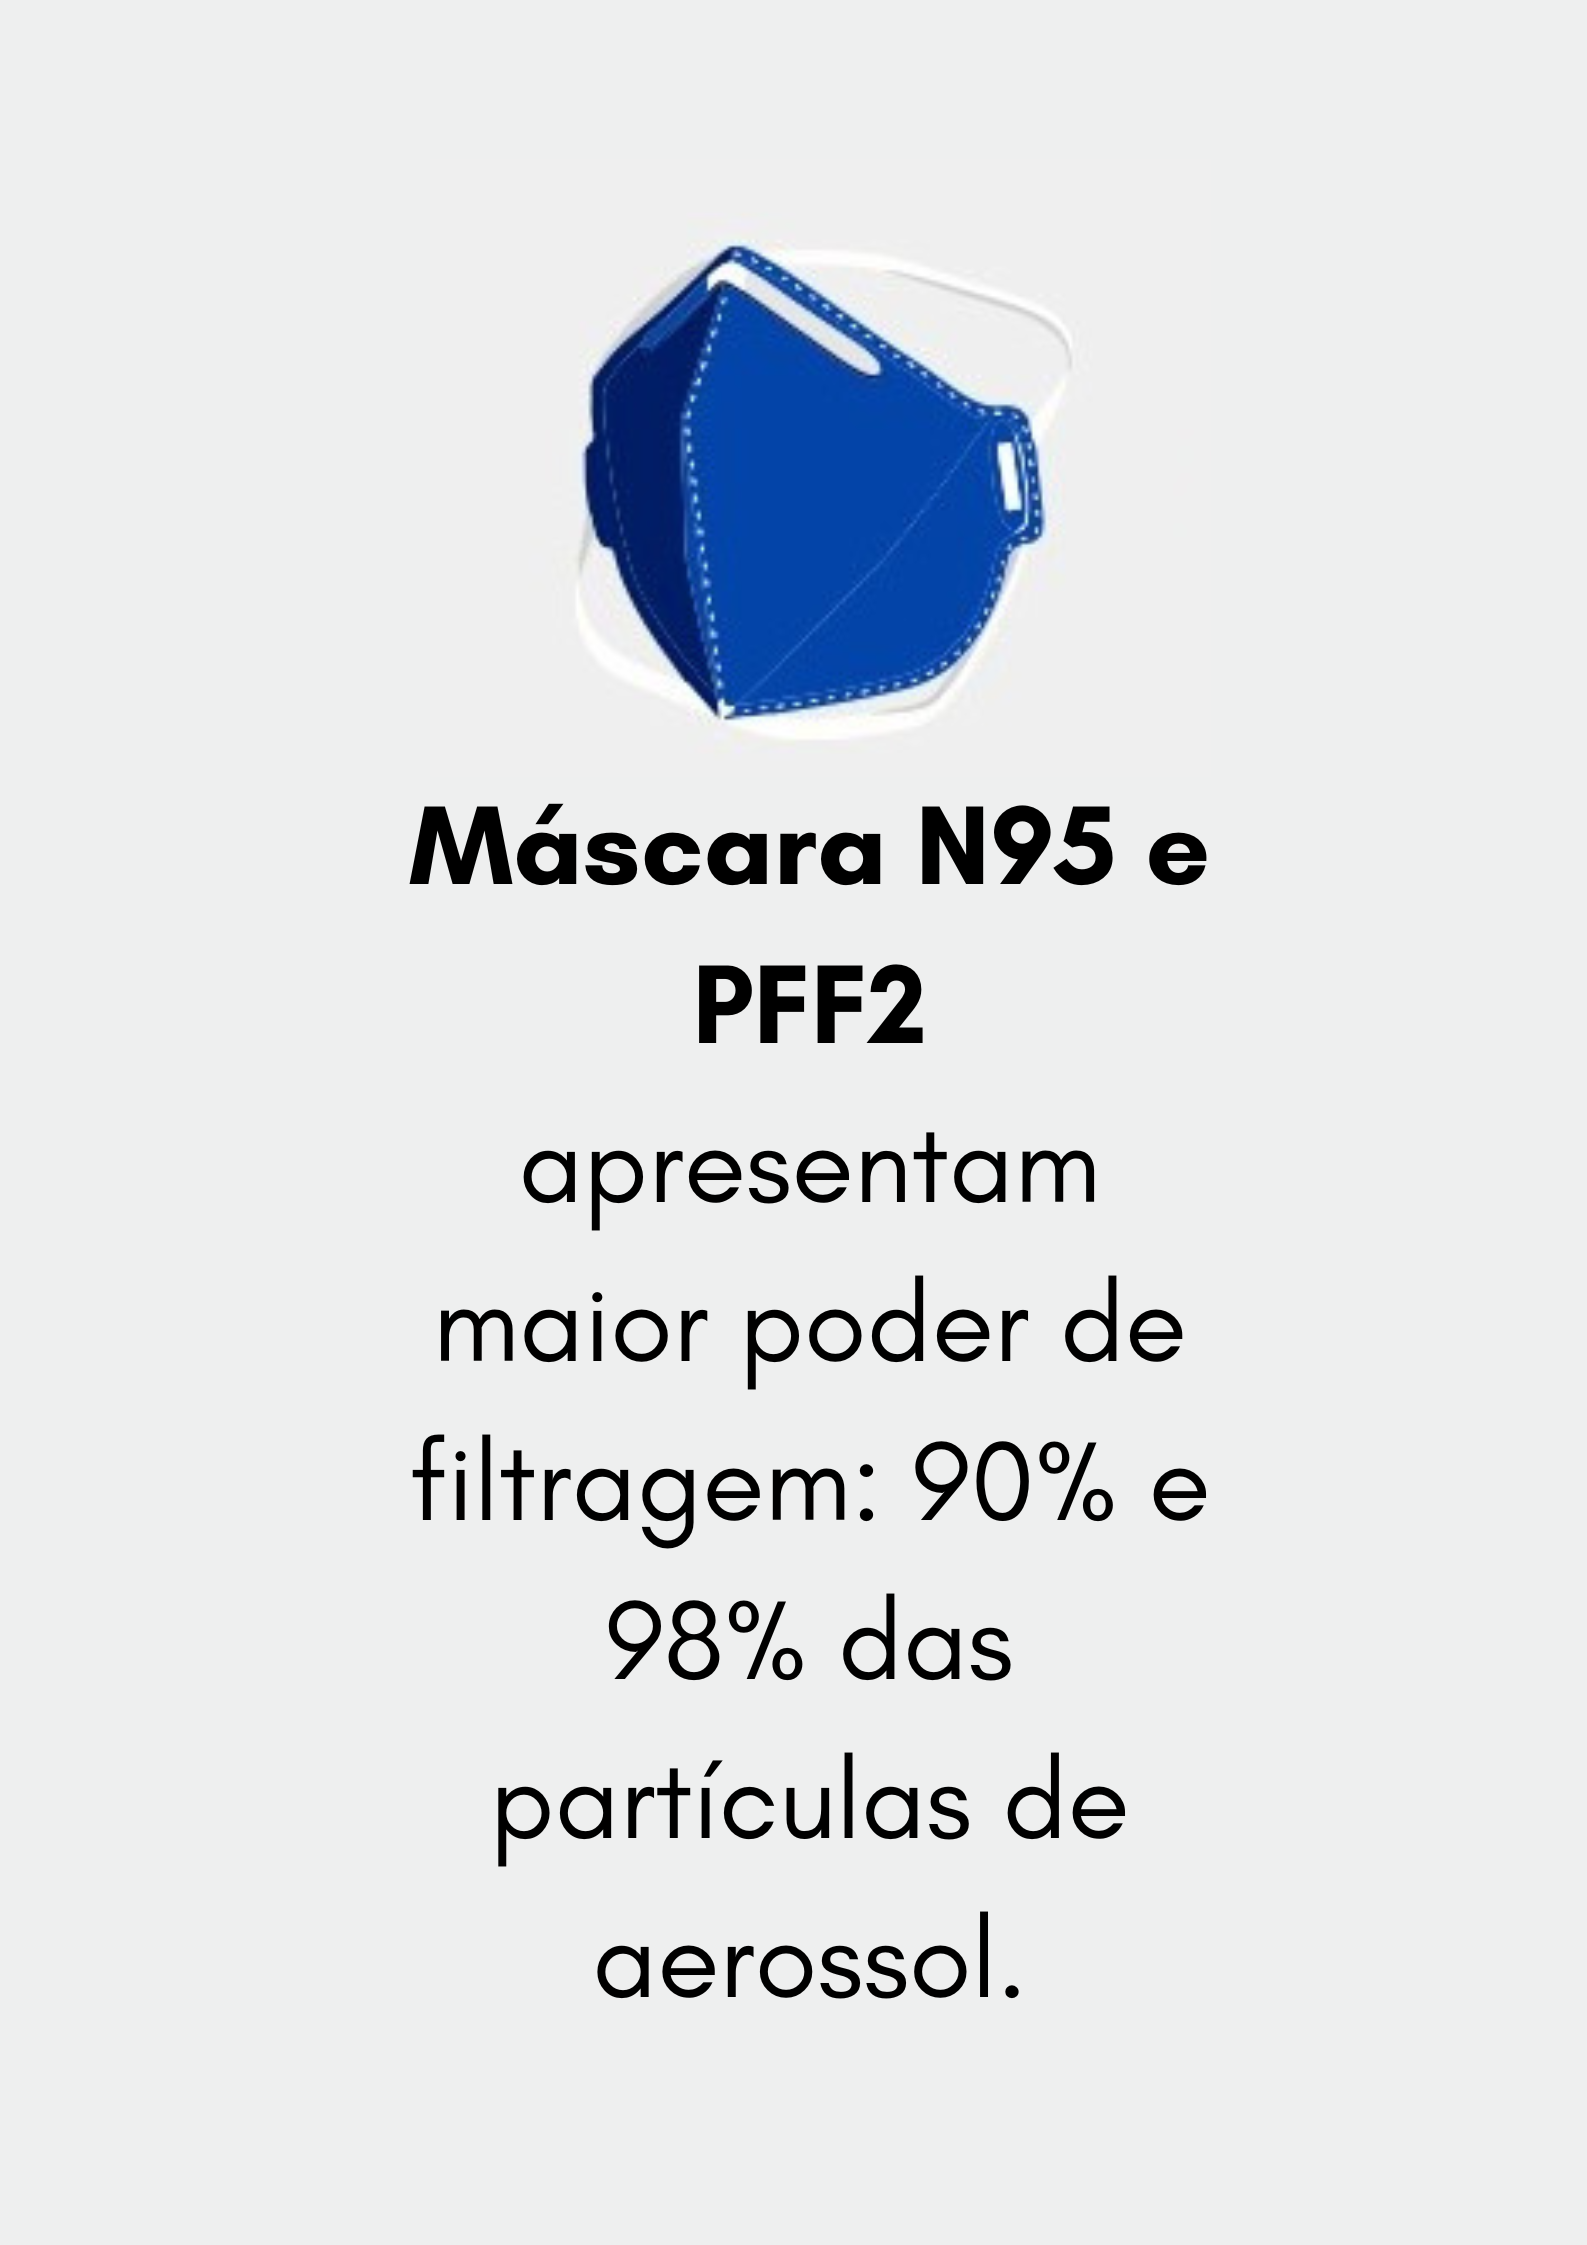 Máscara N95 e
PFF2
apresentam
maior poder de
filtragem: 90% e
98% das
partículas de
aerossol.